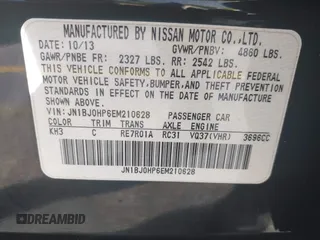 MANUFACTURED BY NISSAN MOTOR CO.,LTD.
DATE: 10/13 GVWR/PNBV: 4860 LBS.
GAWR/PNBE FR: 2327 LBS. RR: 2542 LBS.
THIS VEHICLE CONFORMS TO ALL APPLICABLE
FEDERAL MOTOR VEHICLE SAFETY, BUMPER, AND THEFT
PREVENTION STANDARDS IN EFFECT ON THE DATE OF
MANUFACTURE SHOWN ABOVE.
VIN: JN1BJ0HP6EM210628 PASSENGER CAR
COLOR TRIM TRANS AXLE ENGINE
KH3 C RE7R01A RC31 VQ37(VHR) 3696CC
DREAMBID